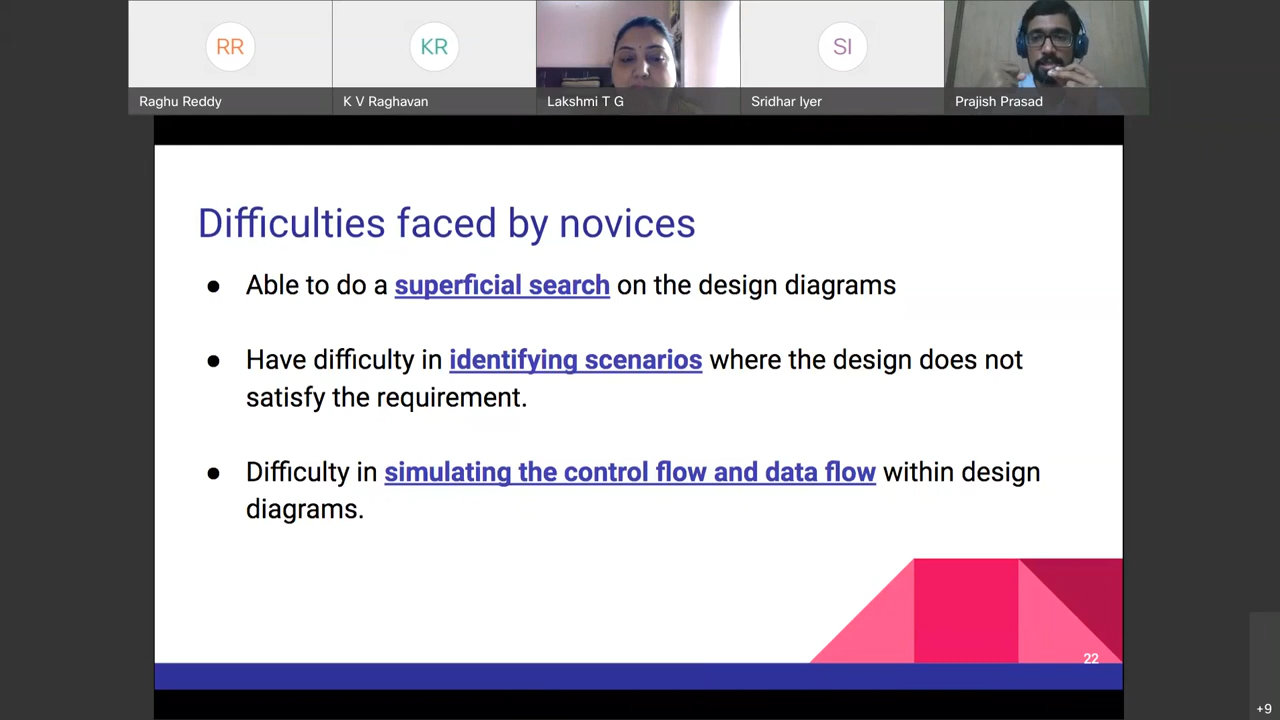 RR
KR
SI
Raghu Reddy
K V Raghavan
Lakshmi T G
Sridhar Iyer
Prajish Prasad
Difficulties faced by novices
● Able to do a superficial search on the design diagrams
● Have difficulty in identifying scenarios where the design does not
satisfy the requirement.
● Difficulty in simulating the control flow and data flow within design
diagrams.
22
+9